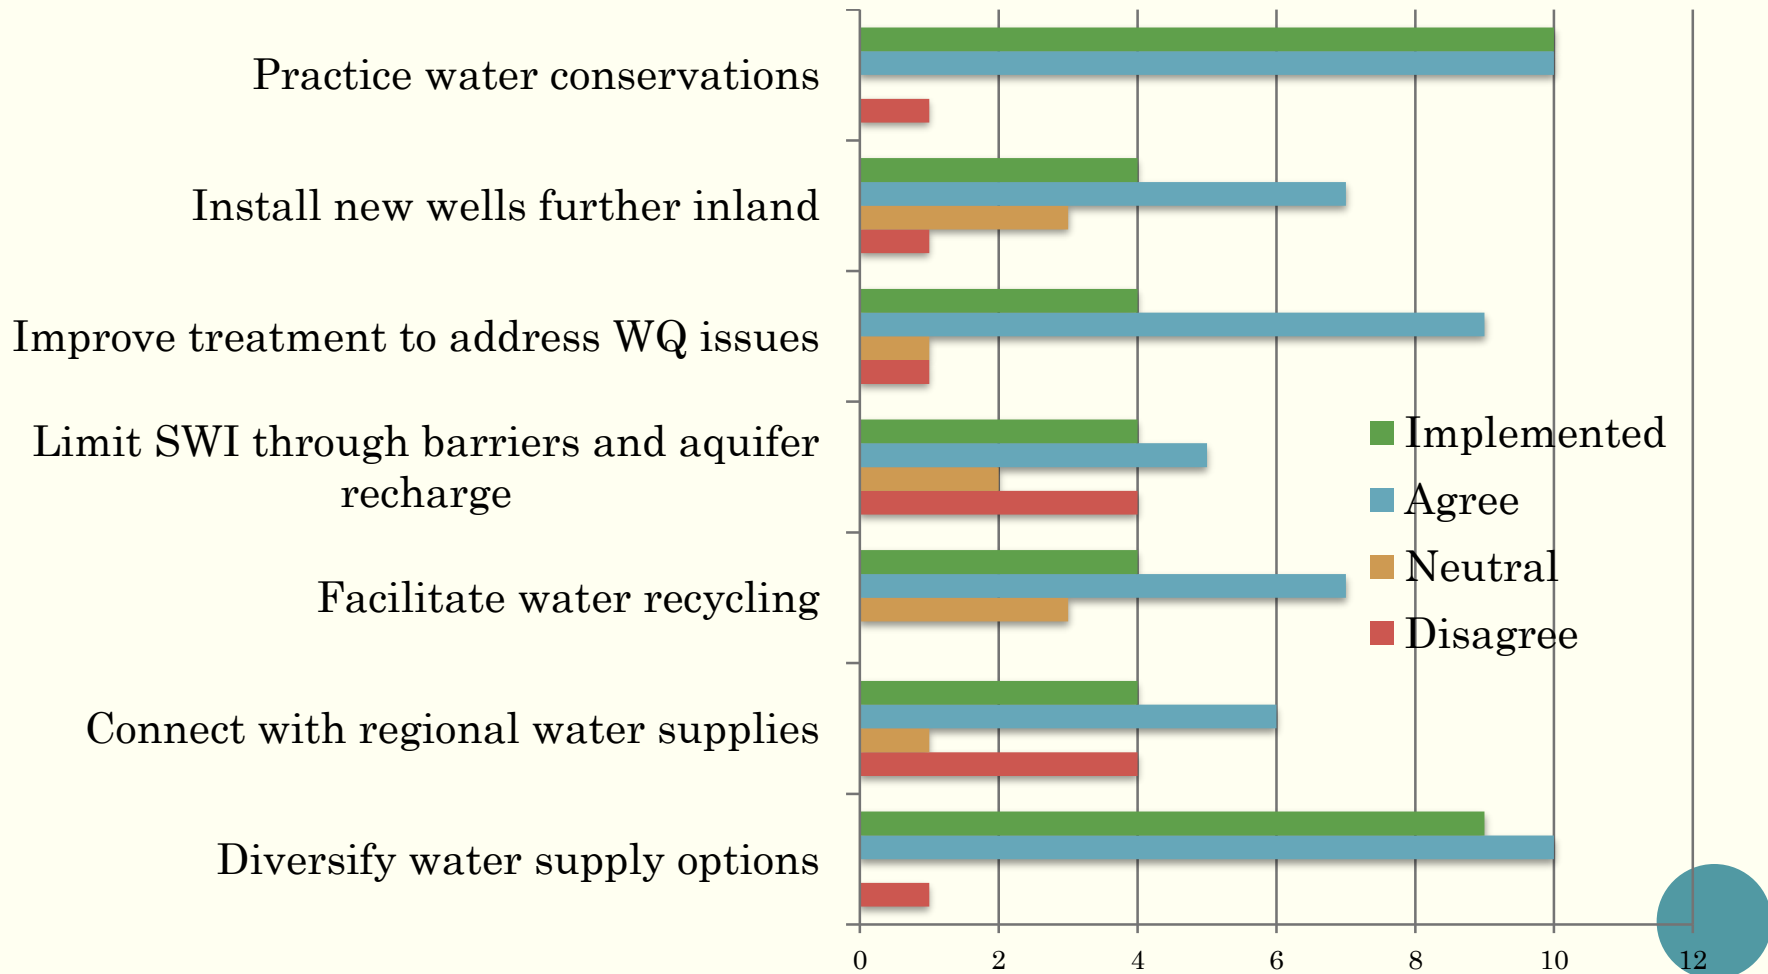 Practice water conservations
Install new wells further inland
Improve treatment to address WQ issues
Limit SWI through barriers and aquifer
recharge
Facilitate water recycling
Connect with regional water supplies
Diversify water supply options
Implemented
Agree
Neutral
Disagree
0 2 4 6 8 10 12